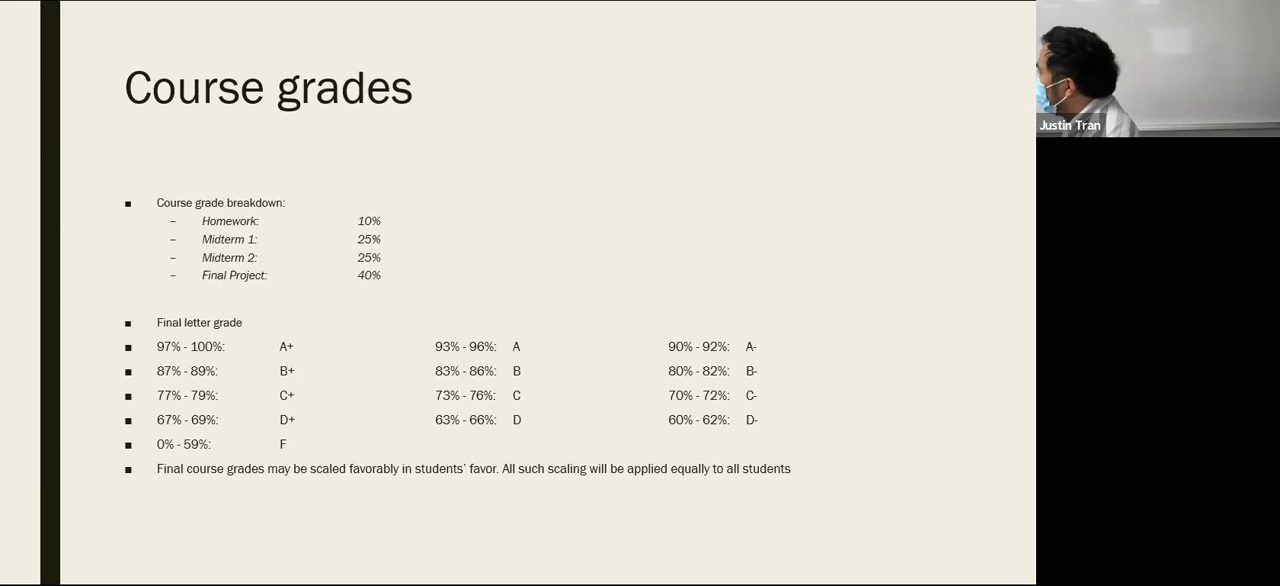 Course grades
Justin Tran
■ Course grade breakdown:
– Homework: 10%
– Midterm 1: 25%
– Midterm 2: 25%
– Final Project: 40%
■ Final letter grade
■ 97% - 100%: A+ 93% - 96%: A 90% - 92%: A-
■ 87% - 89%: B+ 83% - 86%: B 80% - 82%: B-
■ 77% - 79%: C+ 73% - 76%: C 70% - 72%: C-
■ 67% - 69%: D+ 63% - 66%: D 60% - 62%: D-
■ 0% - 59%: F
■ Final course grades may be scaled favorably in students’ favor. All such scaling will be applied equally to all students